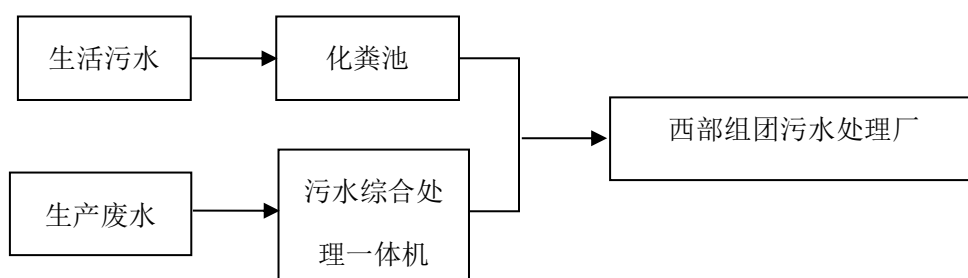 生活污水
化粪池
西部组团污水处理厂
生产废水
污水综合处
理一体机